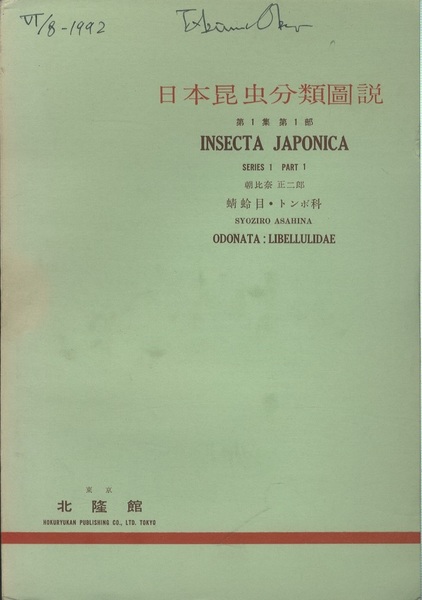 VI/8-1992
日本昆虫分類圖説
第1集 第1部
INSECTA JAPONICA
SERIES I PART 1
朝比奈 正二郎
蜻蛉目・トンボ科
SYOZIRO ASAHINA
ODONATA : LIBELLULIDAE
東京
北隆館
HOKURYUKAN PUBLISHING CO., LTD. TOKYO